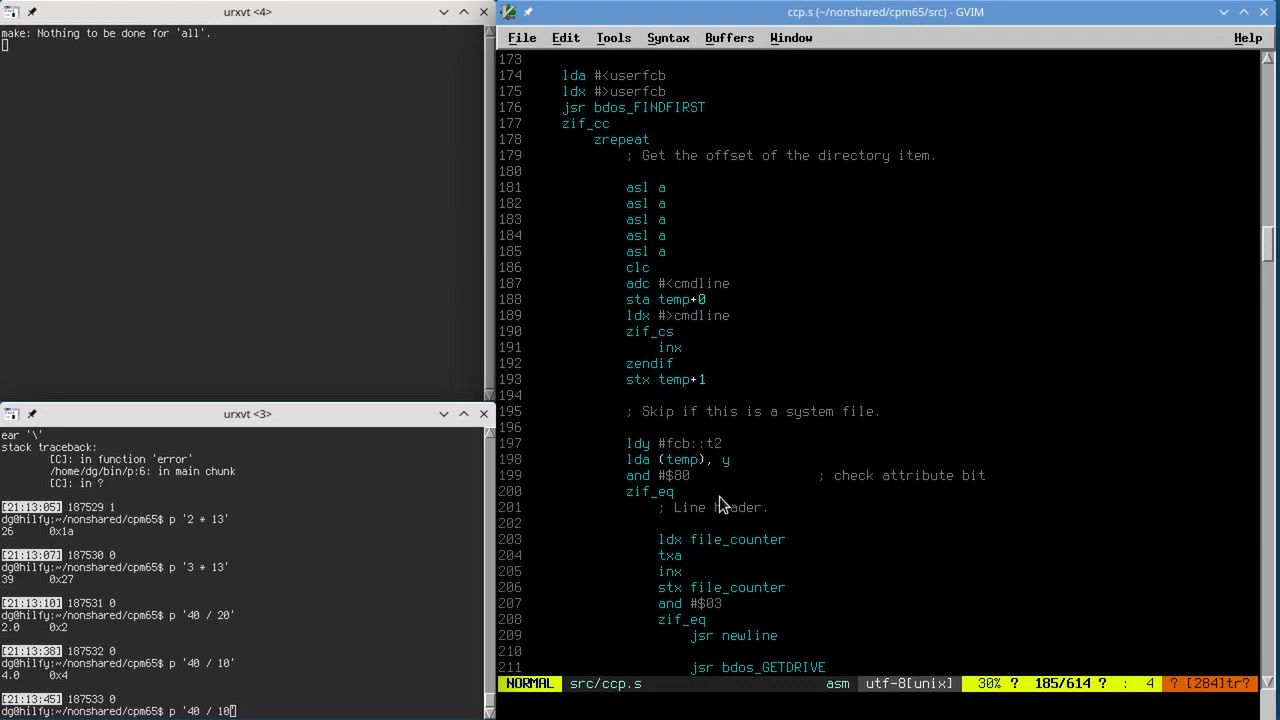 urxvt <4>
make: Nothing to be done for 'all'.
urxvt <3>
ear '\'
stack traceback:
[C]: in function 'error'
/home/dg/bin/p:6: in main chunk
[C]: in ?
[21:13:05] 187529 1
dg@hilfy:~/nonshared/cpm65$ p '2 * 13'
26 0x1a
[21:13:07] 187530 0
dg@hilfy:~/nonshared/cpm65$ p '3 * 13'
39 0x27
[21:13:10] 187531 0
dg@hilfy:~/nonshared/cpm65$ p '40 / 20'
2.0 0x2
[21:13:38] 187532 0
dg@hilfy:~/nonshared/cpm65$ p '40 / 10'
4.0 0x4
[21:13:45] 187533 0
dg@hilfy:~/nonshared/cpm65$ p '40 / 10
ccp.s (~/nonshared/cpm65/src) - GVIM
File Edit Tools Syntax Buffers Window Help
173
174 lda #<userfcb
175 ldx #>userfcb
176 jsr bdos_FINDFIRST
177 zif_cc
178 zrepeat
179 ; Get the offset of the directory item.
180
181 asl a
182 asl a
183 asl a
184 asl a
185 asl a
186 clc
187 adc #<cmdline
188 sta temp+0
189 ldx #>cmdline
190 zif_cs
191 inx
192 zendif
193 stx temp+1
194
195 ; Skip if this is a system file.
196
197 ldy #fcb::t2
198 lda (temp), y
199 and #$80 ; check attribute bit
200 zif_eq
201 ; Line header.
202
203 ldx file_counter
204 txa
205 inx
206 stx file_counter
207 and #$03
208 zif_eq
209 jsr newline
210
211 jsr bdos_GETDRIVE
NORMAL src/ccp.s asm utf-8[unix] 30% ? 185/614 ? : 4 ? [284]tr?